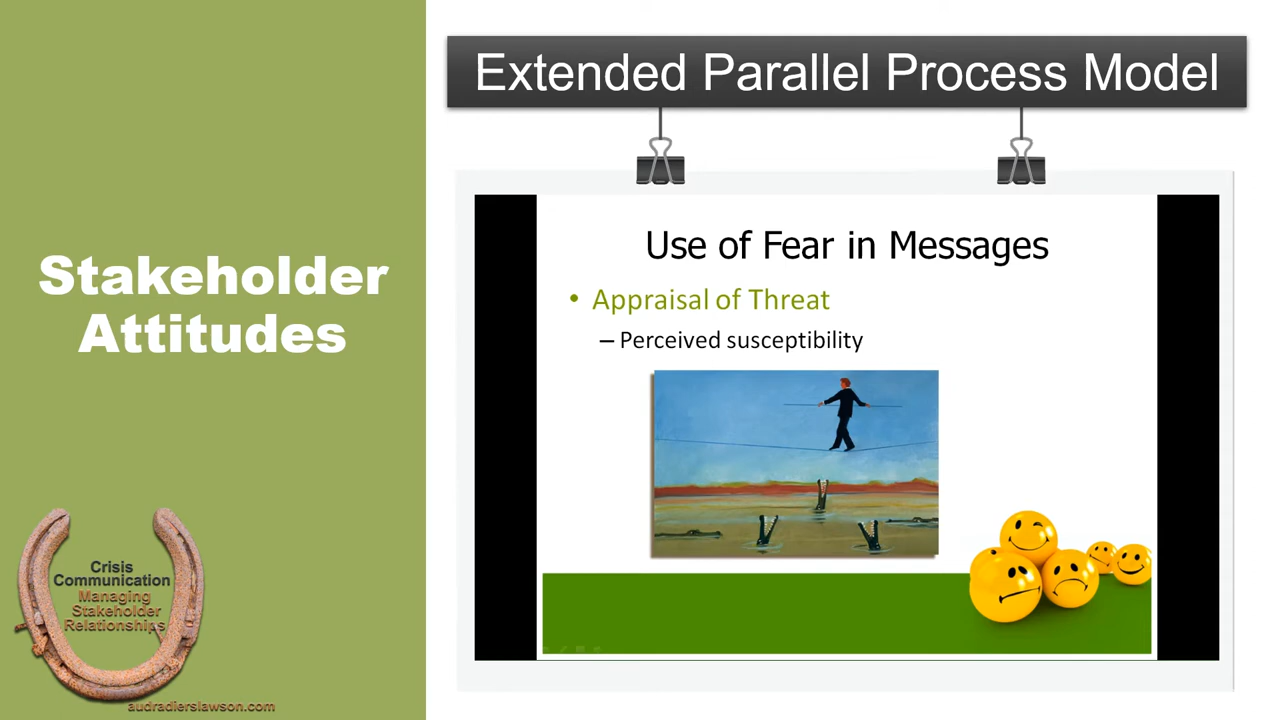 Stakeholder
Attitudes
Crisis
Communication
Managing
Stakeholder
Relationships
audradierslawson.com
Extended Parallel Process Model
Use of Fear in Messages
• Appraisal of Threat
– Perceived susceptibility